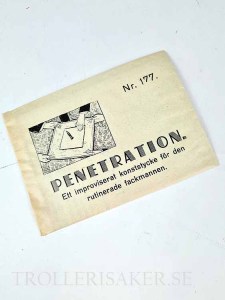 Nr. 177.
PENETRATION.
Ett improviserat konststycke för den
rutinerade fackmannen.
TROLLERISAKER.SE